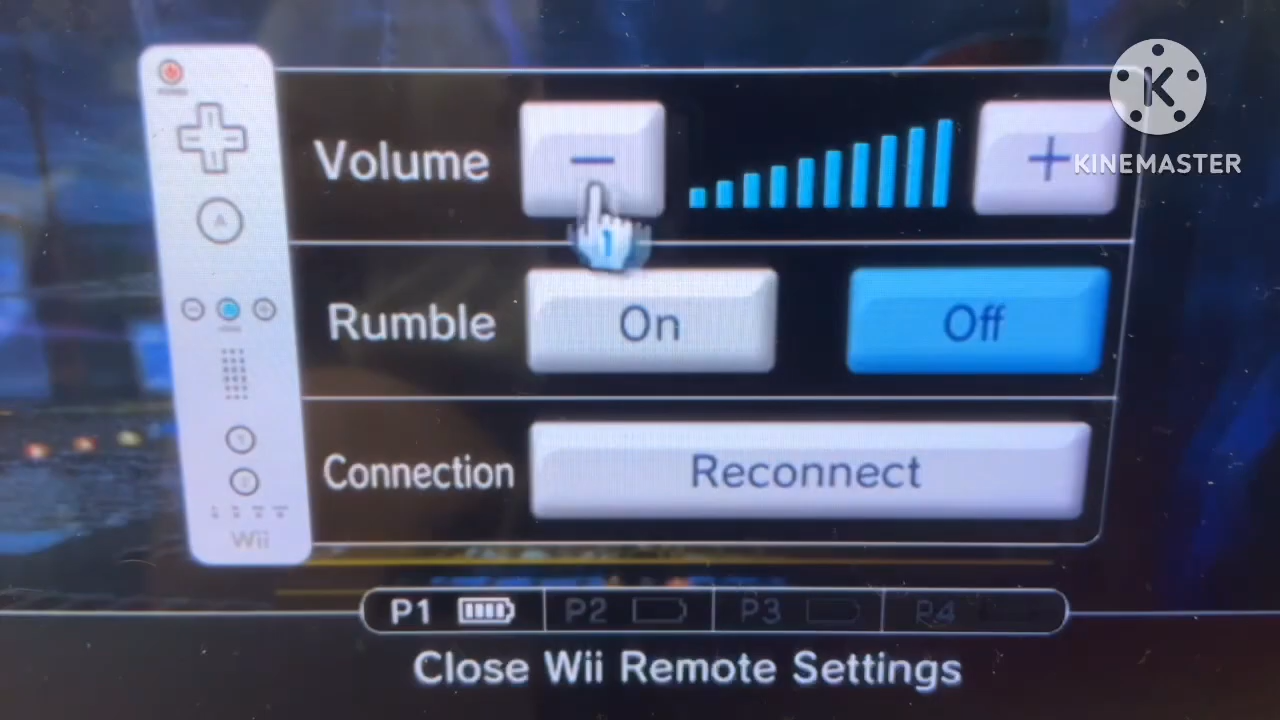 Volume − +
KINEMASTER
Rumble On Off
Connection Reconnect
Wii
P1 P2 P3 P4
Close Wii Remote Settings